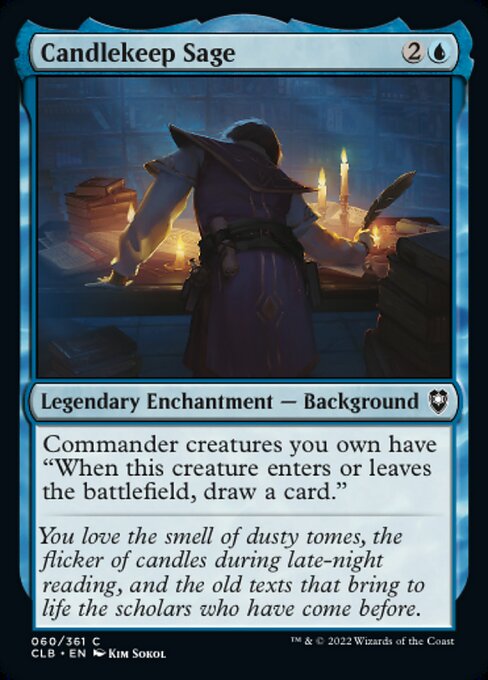 Candlekeep Sage 2
Legendary Enchantment — Background
Commander creatures you own have
“When this creature enters or leaves
the battlefield, draw a card.”
You love the smell of dusty tomes, the
flicker of candles during late-night
reading, and the old texts that bring to
life the scholars who have come before.
060/361 C
CLB • EN Kim Sokol
™ & © 2022 Wizards of the Coast